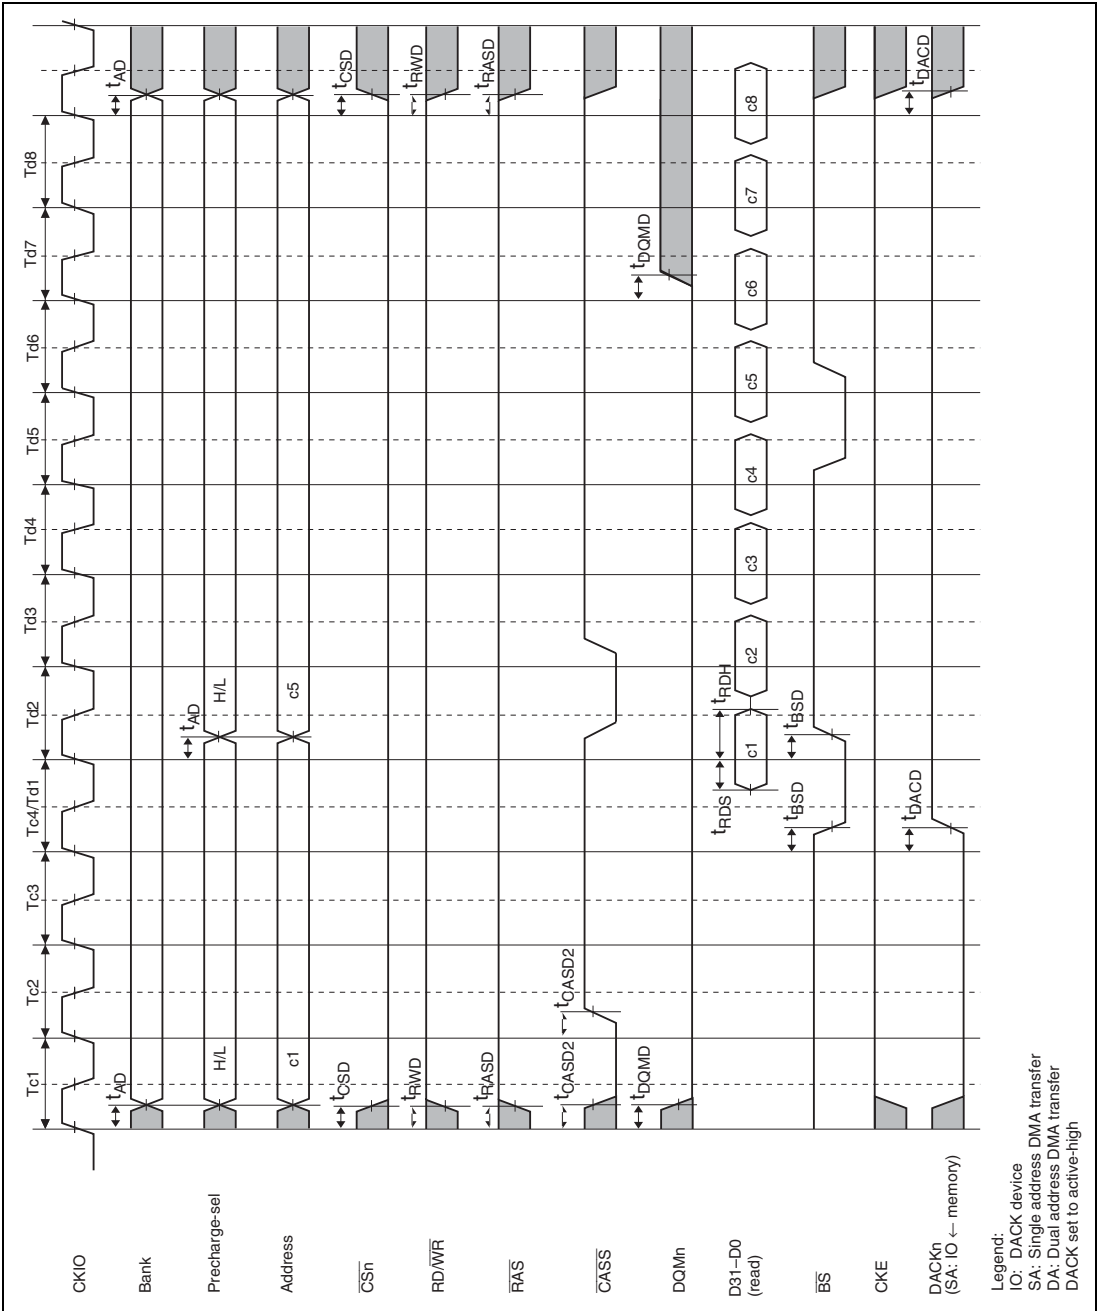 Tc1 Tc2 Tc3 Tc4/Td1 Td2 Td3 Td4 Td5 Td6 Td7 Td8
CKIO
Bank tAD tAD
Precharge-sel H/L tAD H/L
Address c1 c5
CSn tCSD tCSD
RD/WR tRWD tRWD
RAS tRASD tRASD
CASS tCASD2 tCASD2
DQMn tDQMD tDQMD
D31–D0
(read) tRDS tRDH c1 c2 c3 c4 c5 c6 c7 c8
BS tBSD tBSD
CKE
DACKn
(SA: IO ← memory) tDACD tDACD
Legend:
IO: DACK device
SA: Single address DMA transfer
DA: Dual address DMA transfer
DACK set to active-high